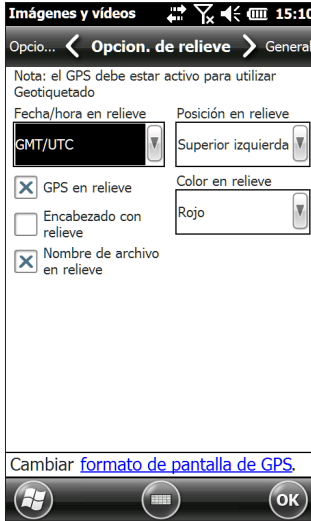 Imágenes y vídeos 15:10
Opcio... Opcion. de relieve General
Nota: el GPS debe estar activo para utilizar
Geotiquetado
Fecha/hora en relieve
GMT/UTC
Posición en relieve
Superior izquierda
GPS en relieve
Color en relieve
Rojo
Encabezado con
relieve
Nombre de archivo
en relieve
Cambiar formato de pantalla de GPS.
OK